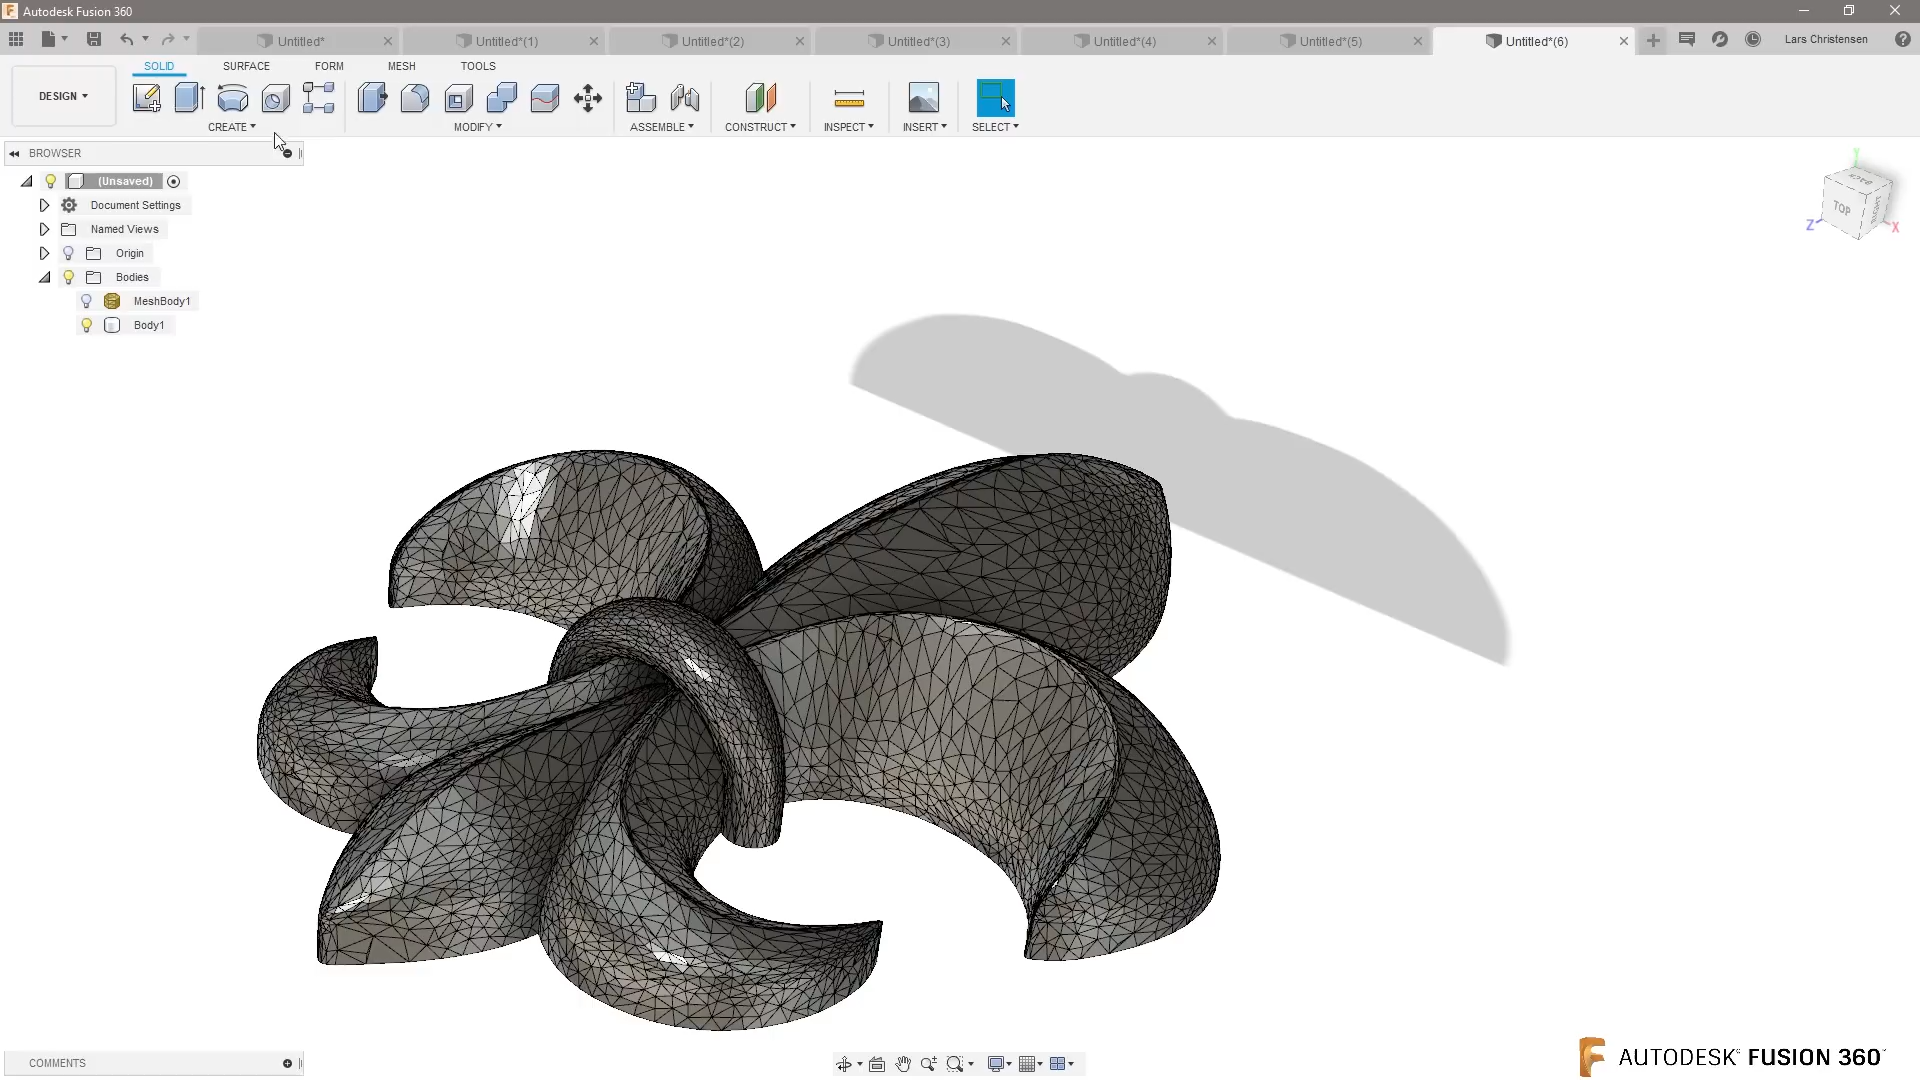 Autodesk Fusion 360
Untitled* Untitled*(1) Untitled*(2) Untitled*(3) Untitled*(4) Untitled*(5) Untitled*(6) Lars Christensen
SOLID SURFACE FORM MESH TOOLS
DESIGN
CREATE MODIFY ASSEMBLE CONSTRUCT INSPECT INSERT SELECT
BROWSER
(Unsaved)
Document Settings
Named Views
Origin
Bodies
MeshBody1
Body1
Y
BACK
TOP
Z X
COMMENTS
AUTODESK FUSION 360